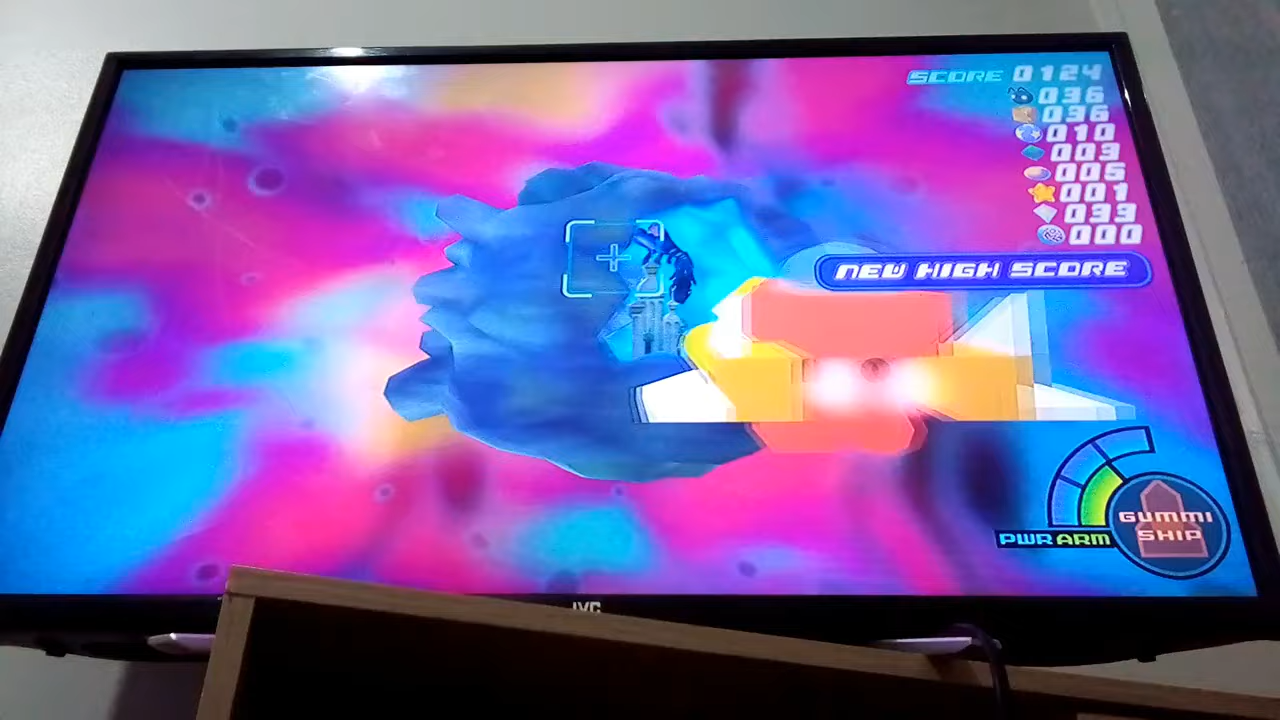 SCORE 0124
036
036
010
003
005
001
033
000
NEW HIGH SCORE
GUMMI
SHIP
PWR ARM
JVC